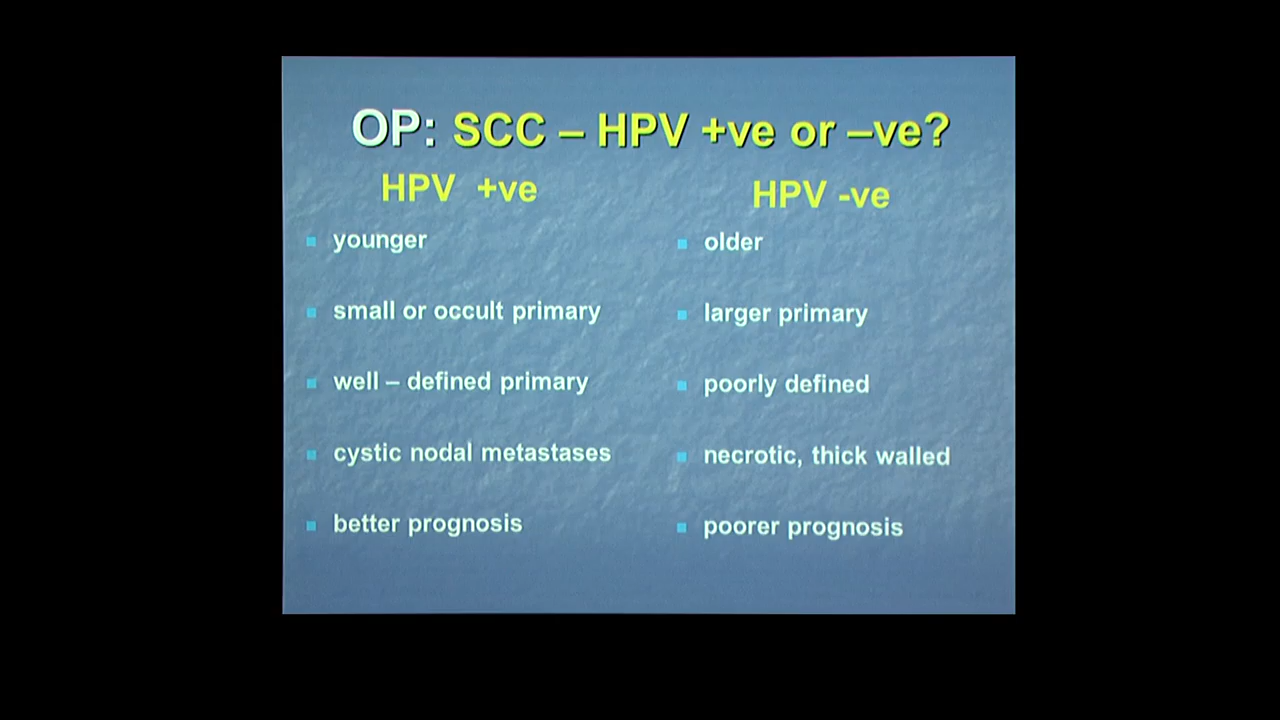 OP: SCC – HPV +ve or –ve?
HPV +ve
younger
small or occult primary
well – defined primary
cystic nodal metastases
better prognosis
HPV -ve
older
larger primary
poorly defined
necrotic, thick walled
poorer prognosis